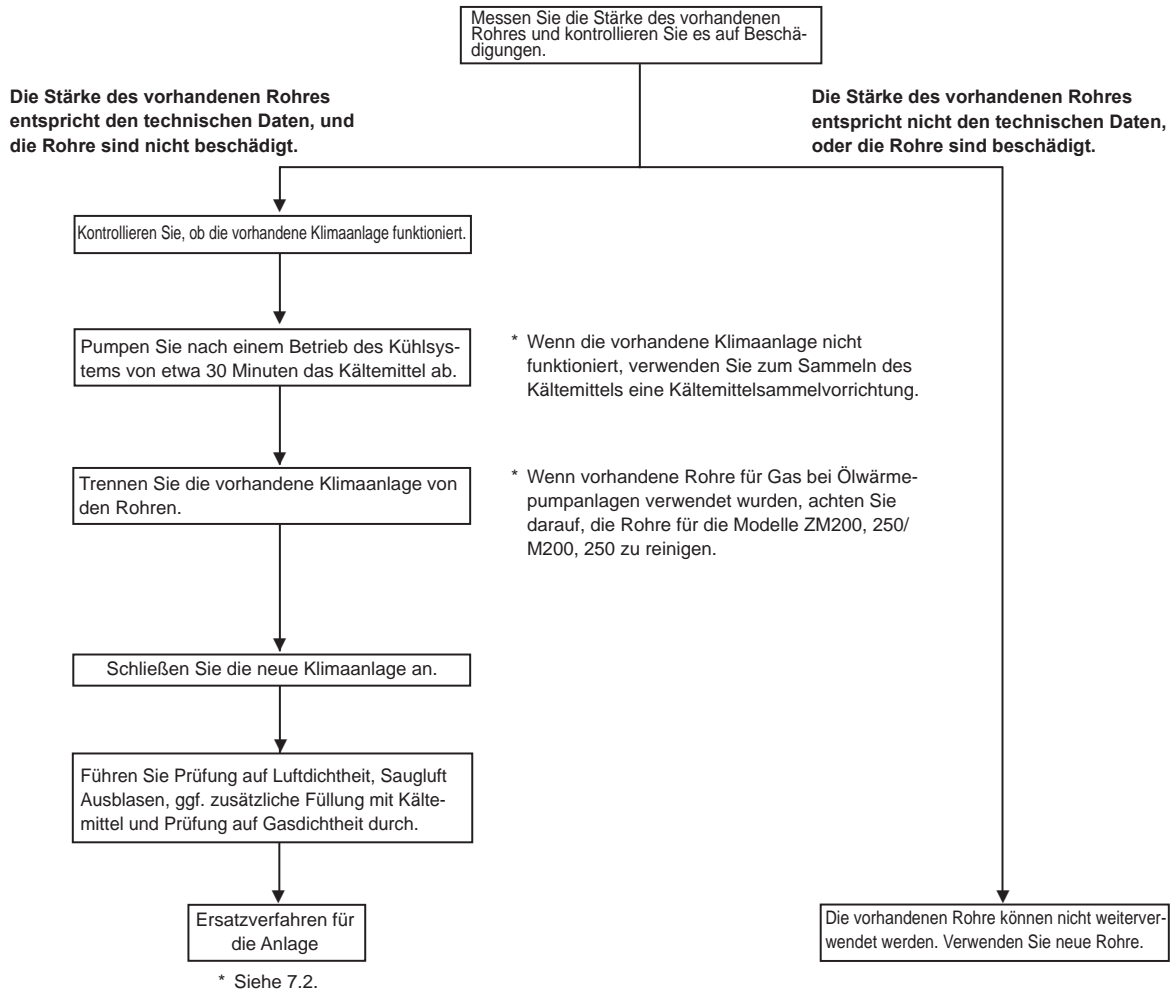 Messen Sie die Stärke des vorhandenen
Rohres und kontrollieren Sie es auf Beschä-
digungen.
Die Stärke des vorhandenen Rohres
entspricht den technischen Daten, und
die Rohre sind nicht beschädigt.
Die Stärke des vorhandenen Rohres
entspricht nicht den technischen Daten,
oder die Rohre sind beschädigt.
Kontrollieren Sie, ob die vorhandene Klimaanlage funktioniert.
Pumpen Sie nach einem Betrieb des Kühlsys-
tems von etwa 30 Minuten das Kältemittel ab.
* Wenn die vorhandene Klimaanlage nicht
funktioniert, verwenden Sie zum Sammeln des
Kältemittels eine Kältemittelsammelvorrichtung.
Trennen Sie die vorhandene Klimaanlage von
den Rohren.
* Wenn vorhandene Rohre für Gas bei Ölwärme-
pumpanlagen verwendet wurden, achten Sie
darauf, die Rohre für die Modelle ZM200, 250/
M200, 250 zu reinigen.
Schließen Sie die neue Klimaanlage an.
Führen Sie Prüfung auf Luftdichtheit, Saugluft
Ausblasen, ggf. zusätzliche Füllung mit Kälte-
mittel und Prüfung auf Gasdichtheit durch.
Ersatzverfahren für
die Anlage
* Siehe 7.2.
Die vorhandenen Rohre können nicht weiterver-
wendet werden. Verwenden Sie neue Rohre.